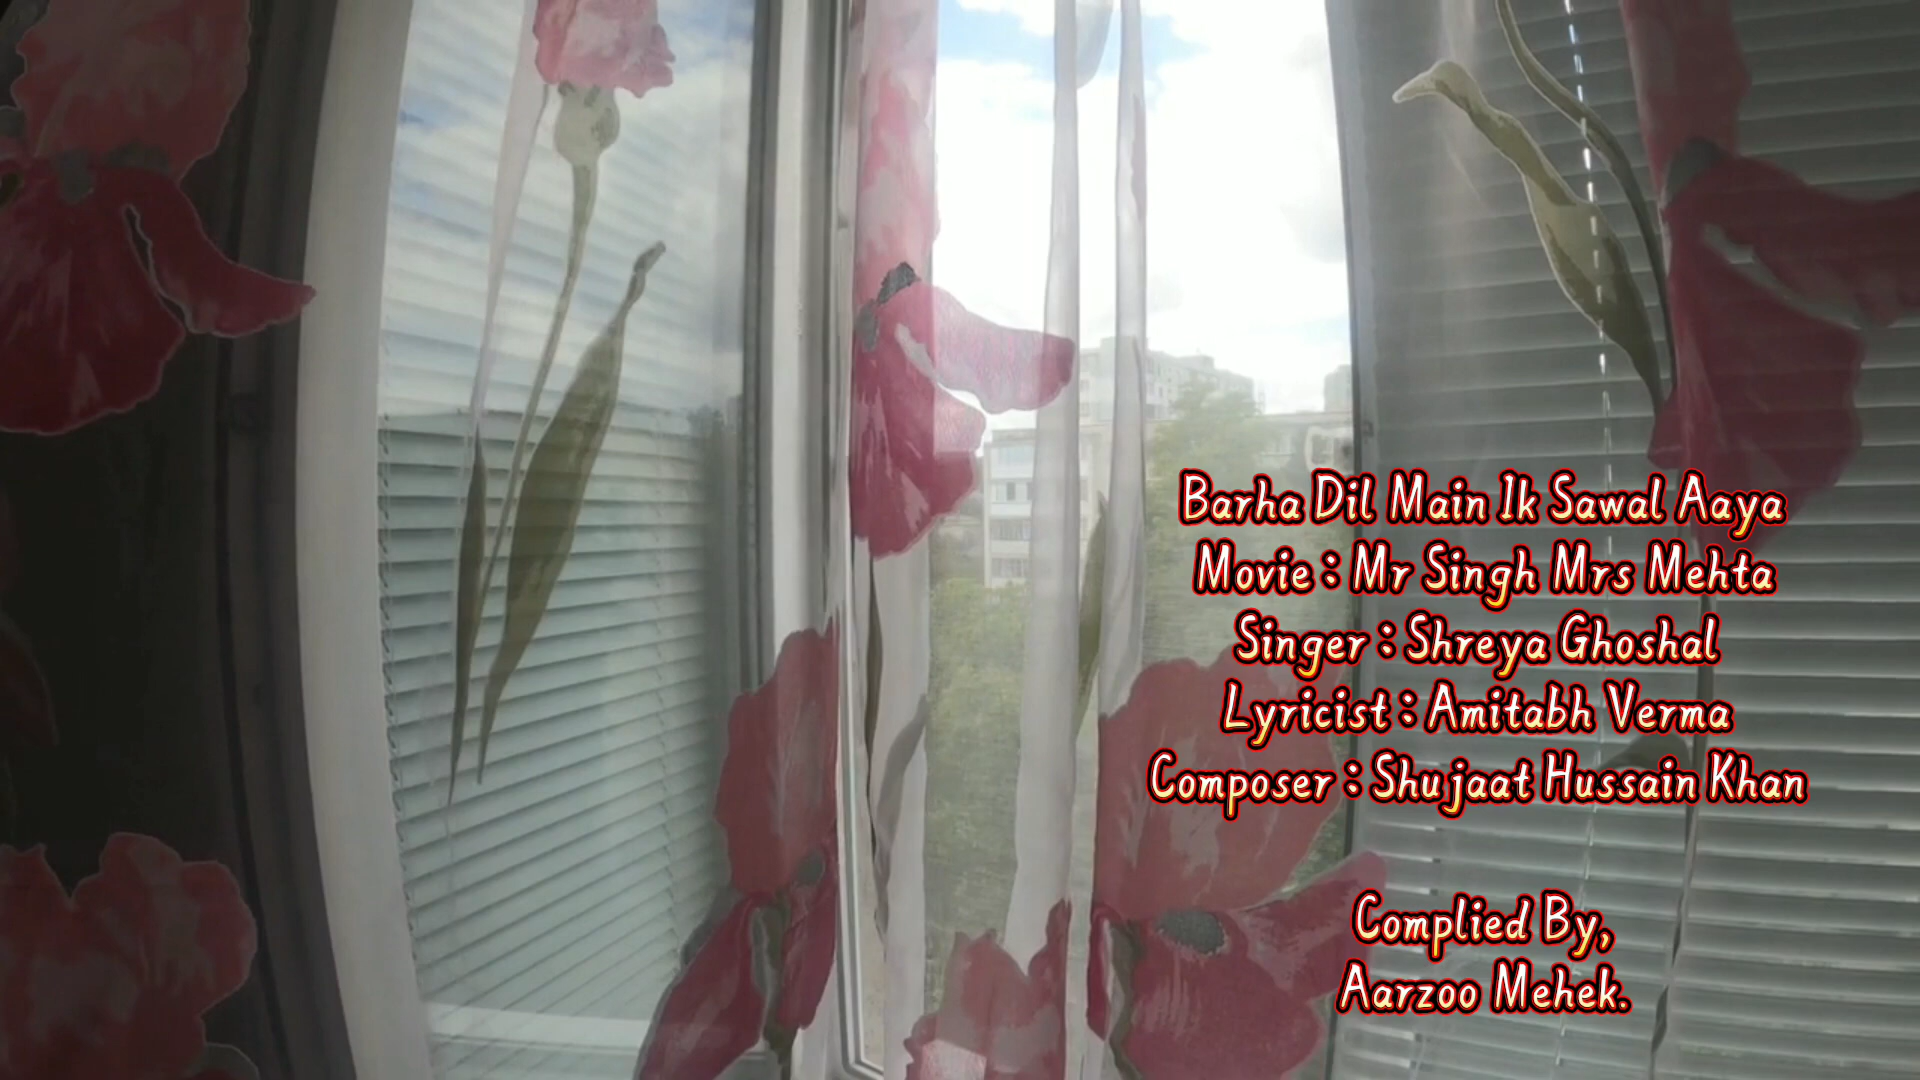 Barha Dil Main Ik Sawal Aaya
Movie : Mr Singh Mrs Mehta
Singer : Shreya Ghoshal
Lyricist : Amitabh Verma
Composer : Shujaat Hussain Khan
Complied By,
Aarzoo Mehek.